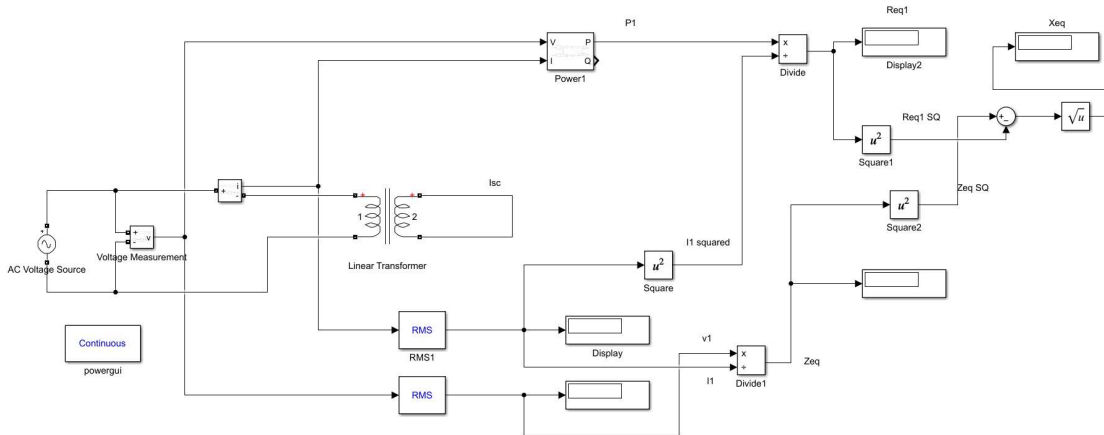 P1
Req1
Xeq
V
P
I
Q
Power1
x
÷
Divide
Display2
Req1 SQ
u²
Square1
+
-
√u
Zeq SQ
u²
Square2
+
i
-
Isc
+
+
1
2
Linear Transformer
+
-
v
Voltage Measurement
+
AC Voltage Source
I1 squared
u²
Square
Continuous
powergui
RMS
RMS1
Display
v1
x
÷
I1
Divide1
Zeq
RMS